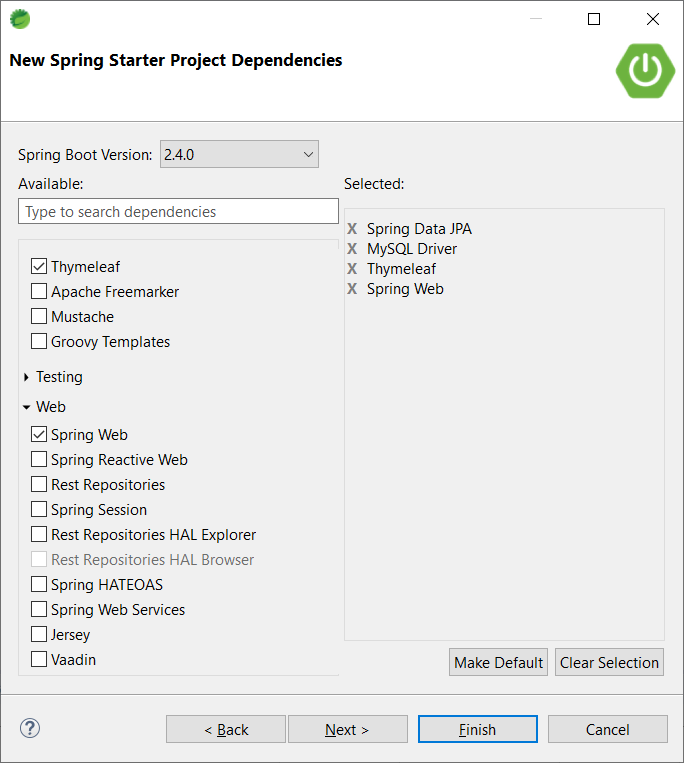 New Spring Starter Project Dependencies
Spring Boot Version: 2.4.0
Available:
Type to search dependencies
Thymeleaf
Apache Freemarker
Mustache
Groovy Templates
Testing
Web
Spring Web
Spring Reactive Web
Rest Repositories
Spring Session
Rest Repositories HAL Explorer
Rest Repositories HAL Browser
Spring HATEOAS
Spring Web Services
Jersey
Vaadin
Selected:
X Spring Data JPA
X MySQL Driver
X Thymeleaf
X Spring Web
Make Default Clear Selection
? < Back Next > Finish Cancel